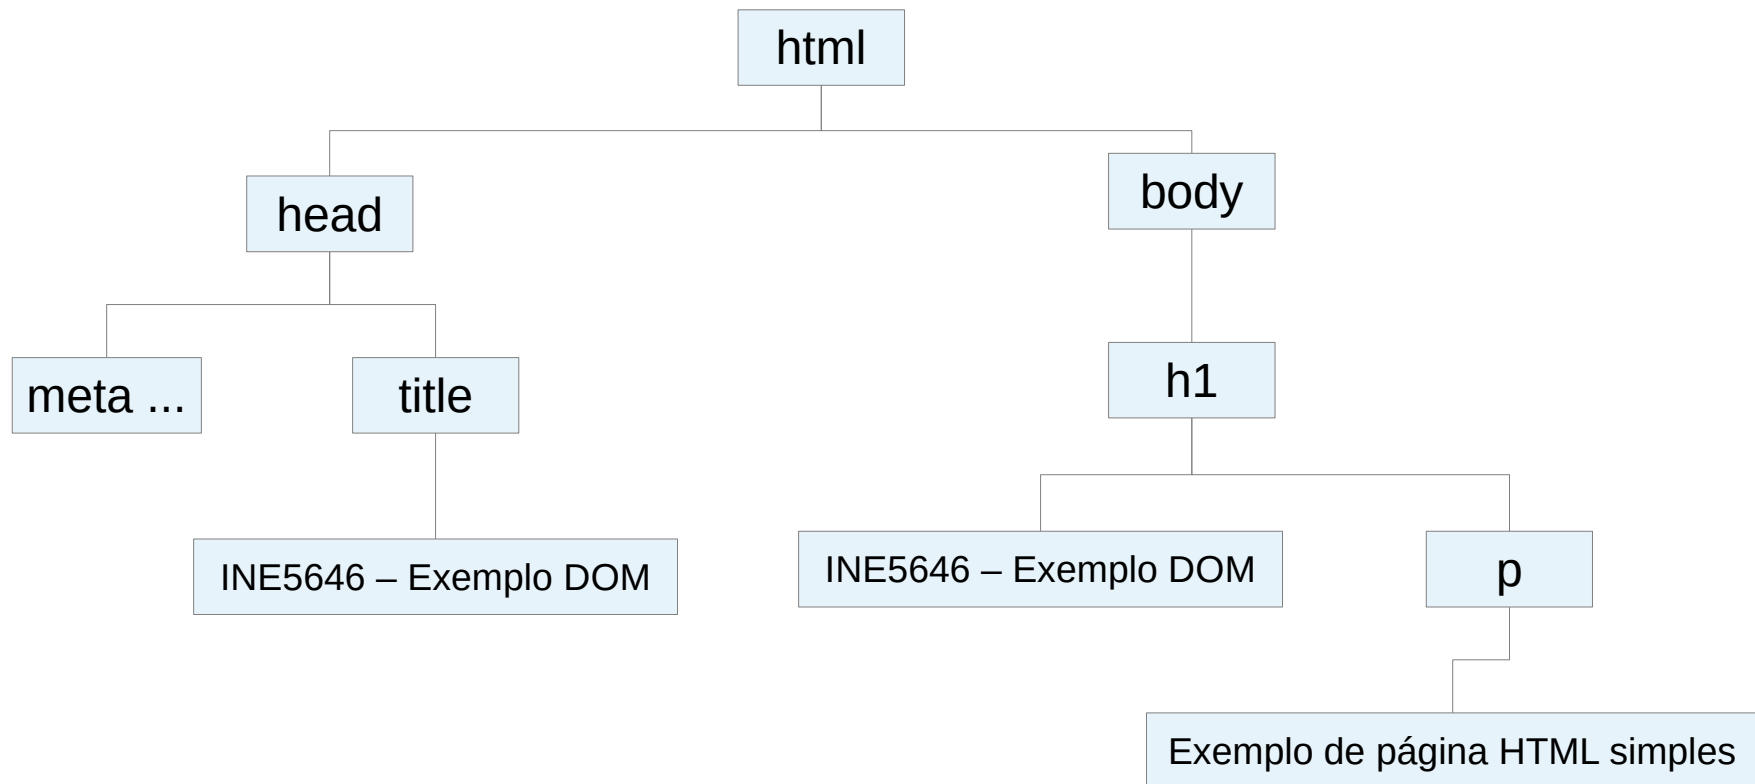 html
head
body
meta ...
title
h1
INE5646 – Exemplo DOM
INE5646 – Exemplo DOM
p
Exemplo de página HTML simples